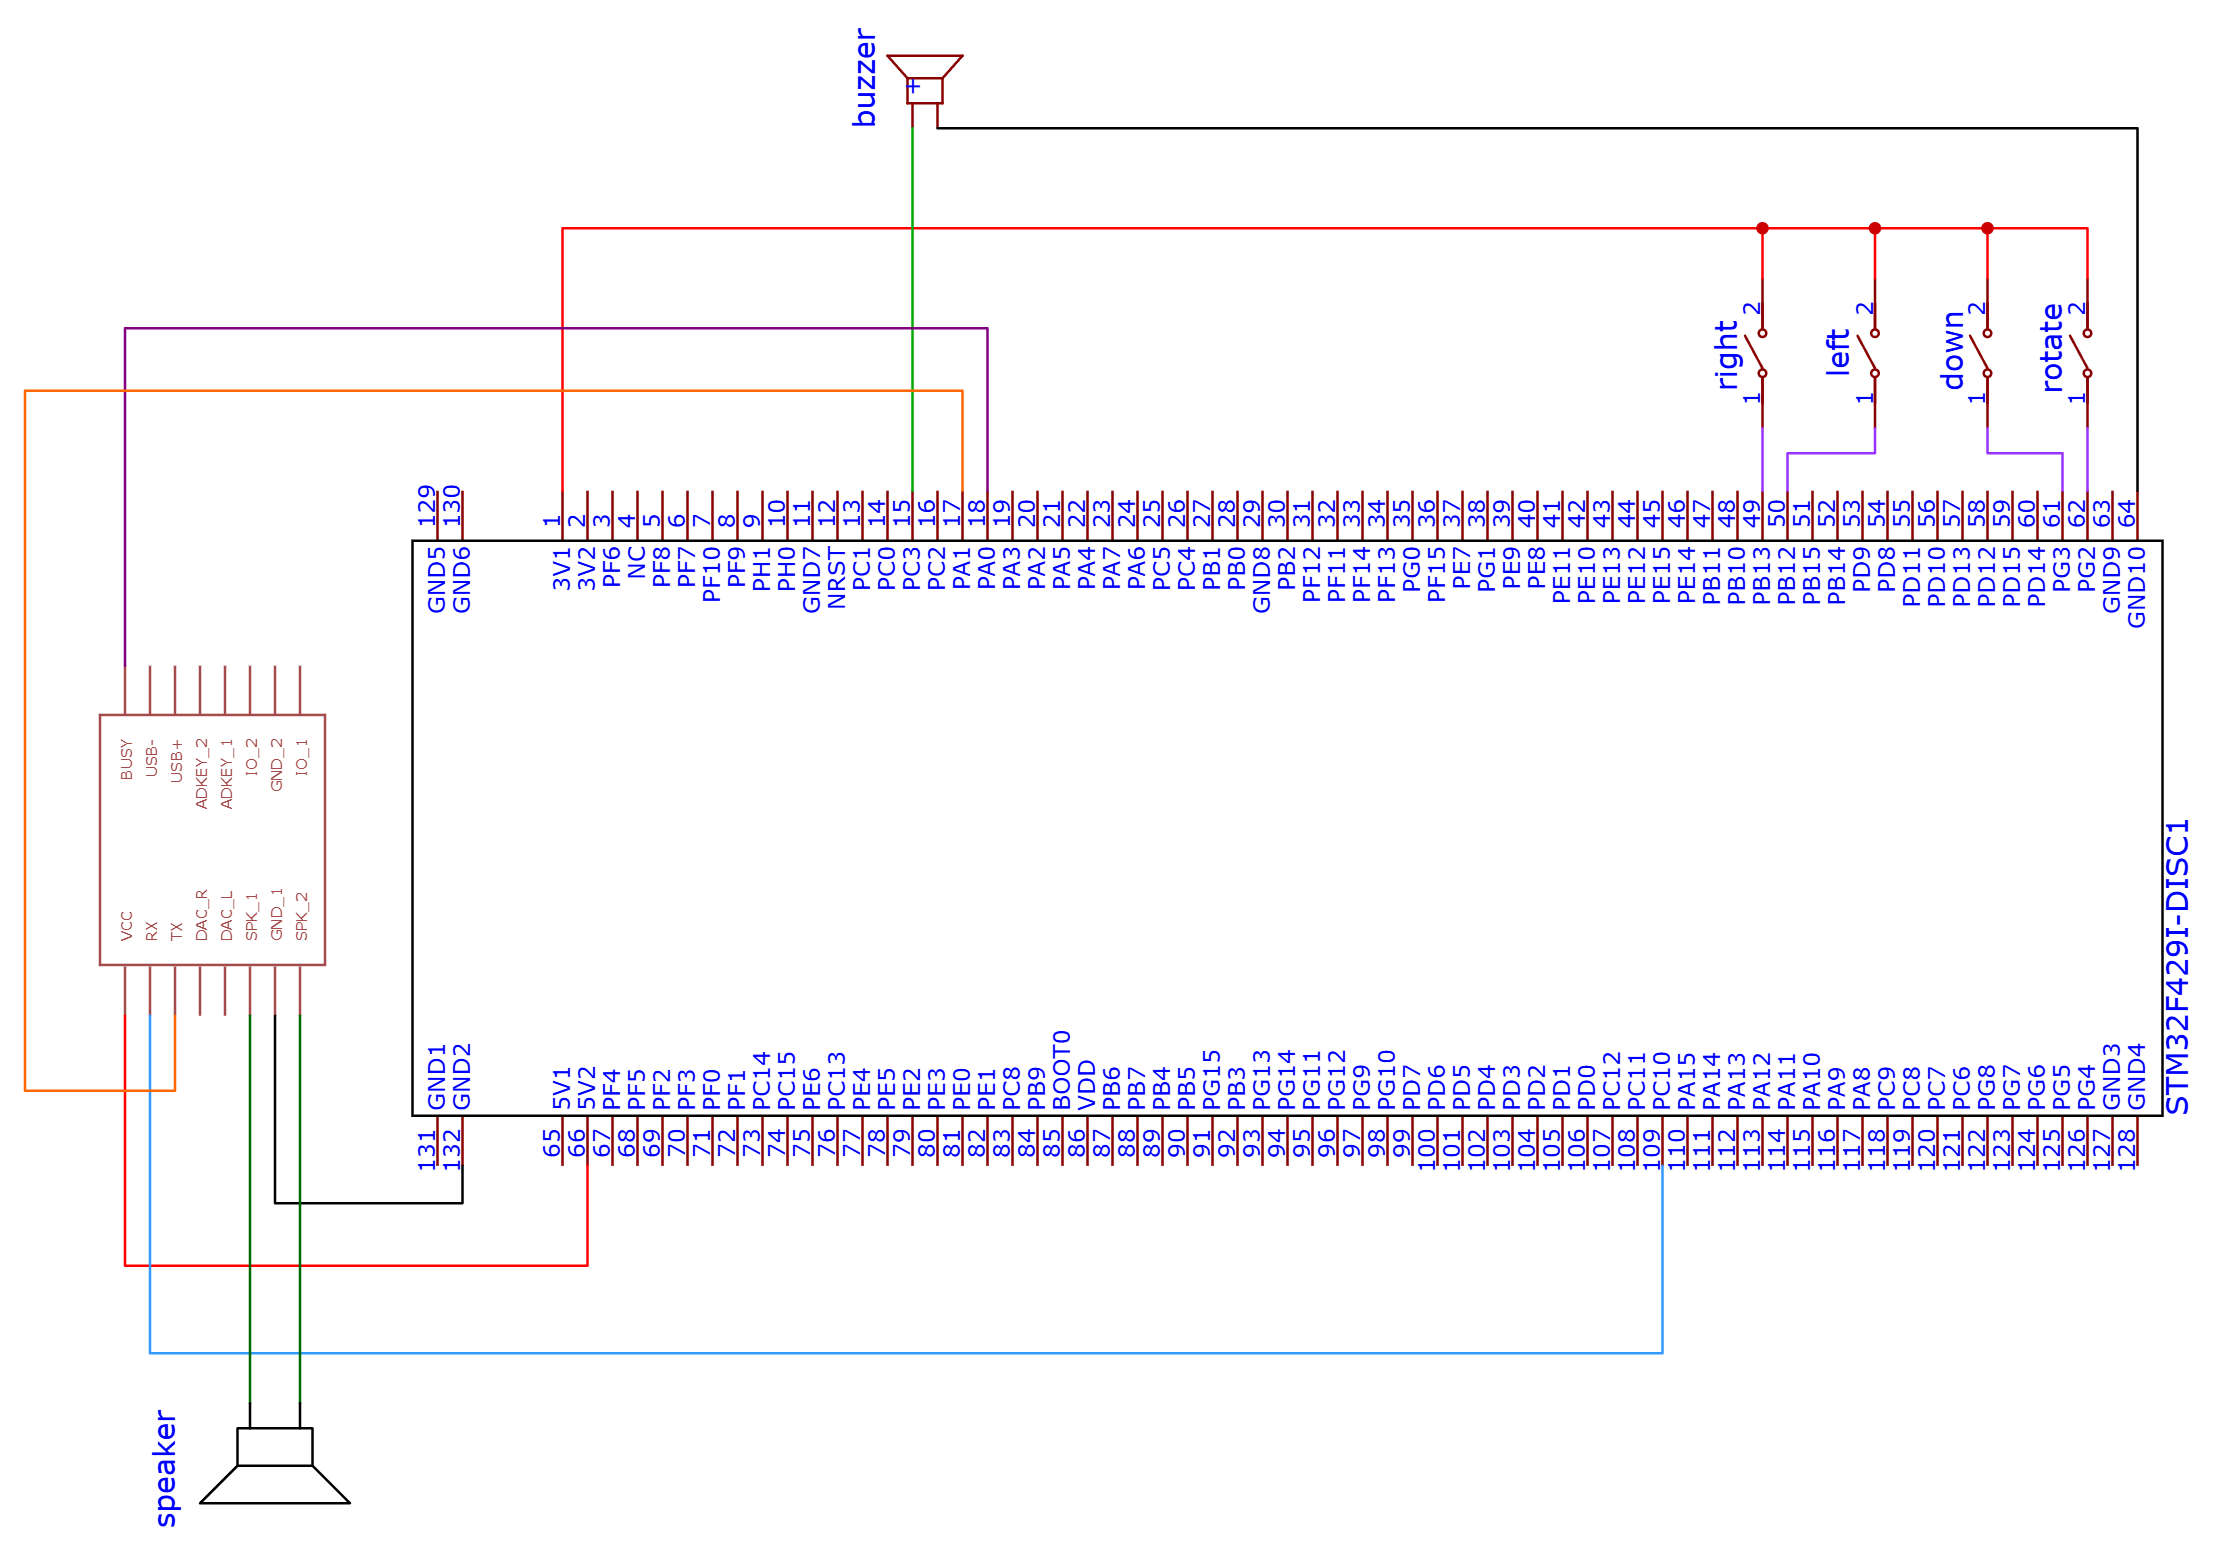 buzzer
+
right
2
1
left
2
1
down
2
1
rotate
2
1
129
130
1
2
3
4
5
6
7
8
9
10
11
12
13
14
15
16
17
18
19
20
21
22
23
24
25
26
27
28
29
30
31
32
33
34
35
36
37
38
39
40
41
42
43
44
45
46
47
48
49
50
51
52
53
54
55
56
57
58
59
60
61
62
63
64
GND5
GND6
3V1
3V2
PF6
NC
PF8
PF7
PF10
PF9
PH1
PH0
GND7
NRST
PC1
PC0
PC3
PC2
PA1
PA0
PA3
PA2
PA5
PA4
PA7
PA6
PC5
PC4
PB1
PB0
GND8
PB2
PF12
PF11
PF14
PF13
PG0
PF15
PE7
PG1
PE9
PE8
PE11
PE10
PE13
PE12
PE15
PE14
PB11
PB10
PB13
PB12
PB15
PB14
PD9
PD8
PD11
PD10
PD13
PD12
PD15
PD14
PG3
PG2
GND9
GND10
BUSY
USB-
USB+
ADKEY_2
ADKEY_1
IO_2
GND_2
IO_1
VCC
RX
TX
DAC_R
DAC_L
SPK_1
GND_1
SPK_2
STM32F429I-DISC1
GND1
GND2
5V1
5V2
PF4
PF5
PF2
PF3
PF0
PF1
PC14
PC15
PE6
PC13
PE4
PE5
PE2
PE3
PE0
PE1
PC8
PB9
BOOT0
VDD
PB6
PB7
PB4
PB5
PG15
PB3
PG13
PG14
PG11
PG12
PG9
PG10
PD7
PD6
PD5
PD4
PD3
PD2
PD1
PD0
PC12
PC11
PC10
PA15
PA14
PA13
PA12
PA11
PA10
PA9
PA8
PC9
PC8
PC7
PC6
PG8
PG7
PG6
PG5
PG4
GND3
GND4
131
132
65
66
67
68
69
70
71
72
73
74
75
76
77
78
79
80
81
82
83
84
85
86
87
88
89
90
91
92
93
94
95
96
97
98
99
100
101
102
103
104
105
106
107
108
109
110
111
112
113
114
115
116
117
118
119
120
121
122
123
124
125
126
127
128
speaker